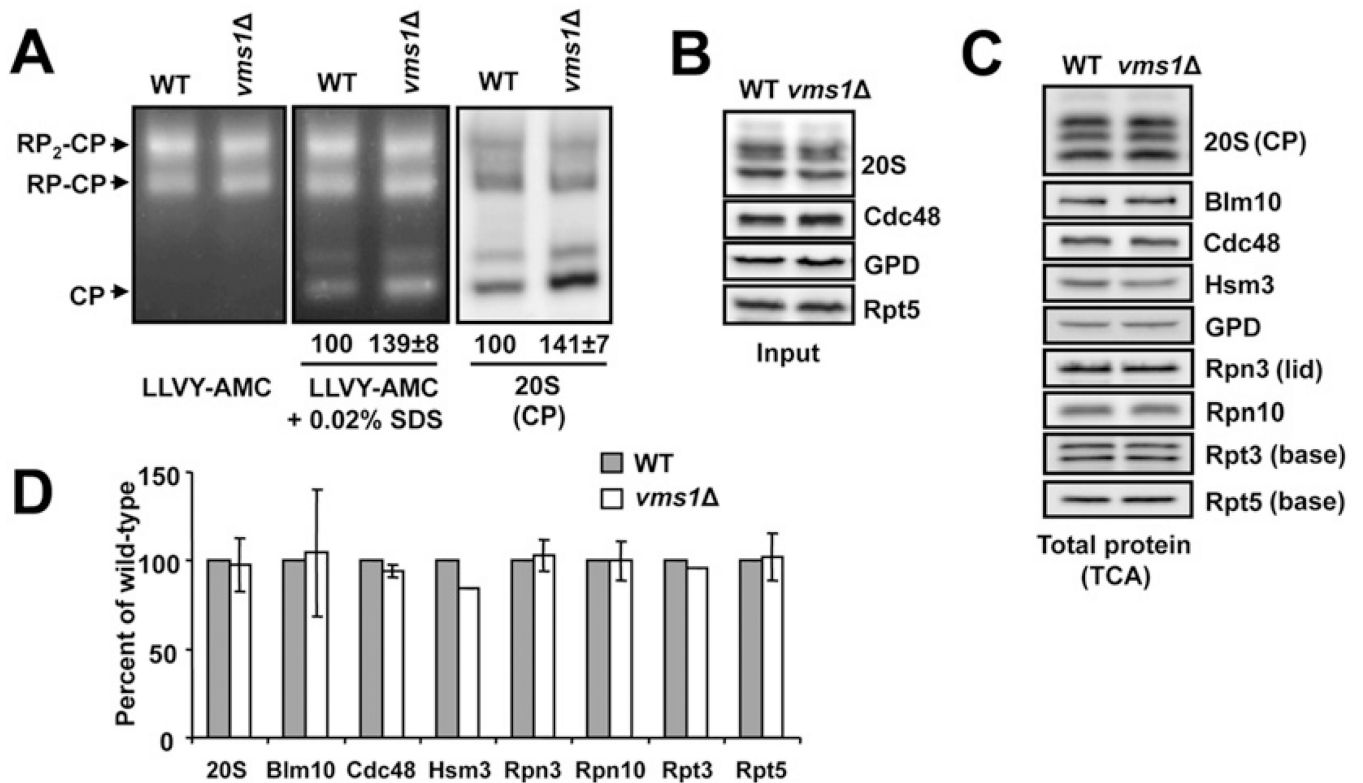 A
WT vms1Δ WT vms1Δ WT vms1Δ
RP2-CP
RP-CP
CP
100 139±8 100 141±7
LLVY-AMC LLVY-AMC 20S
+ 0.02% SDS (CP)
B
WT vms1Δ
20S
Cdc48
GPD
Rpt5
Input
C
WT vms1Δ
20S (CP)
Blm10
Cdc48
Hsm3
GPD
Rpn3 (lid)
Rpn10
Rpt3 (base)
Rpt5 (base)
Total protein
(TCA)
D
WT
vms1Δ
Percent of wild-type
150
100
50
0
20S Blm10 Cdc48 Hsm3 Rpn3 Rpn10 Rpt3 Rpt5